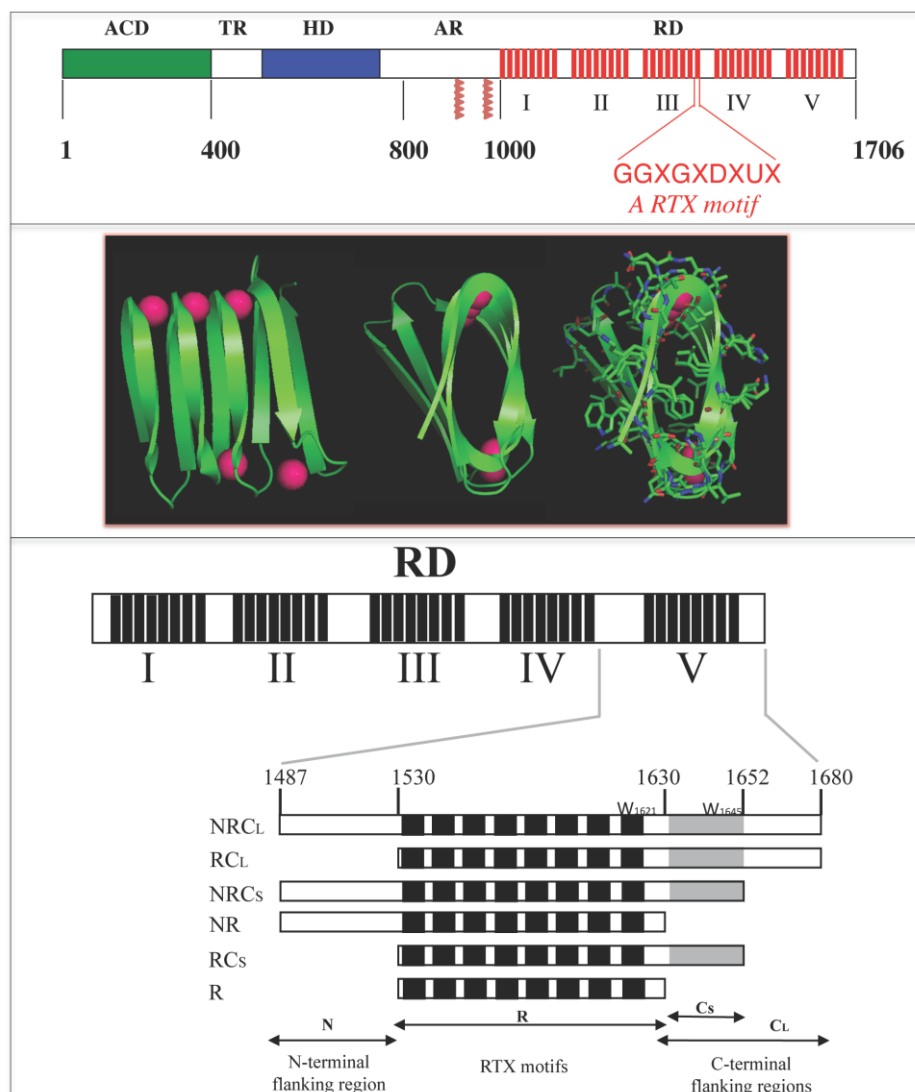 ACD TR HD AR RD
I II III IV V
1 400 800 1000 1706
GGXGXDXUX
A RTX motif
RD
I II III IV V
1487 1530 1630 1652 1680
W1621 W1645
NRCL
RCL
NRCs
NR
RCs
R
N R Cs CL
N-terminal flanking region
RTX motifs
C-terminal flanking regions